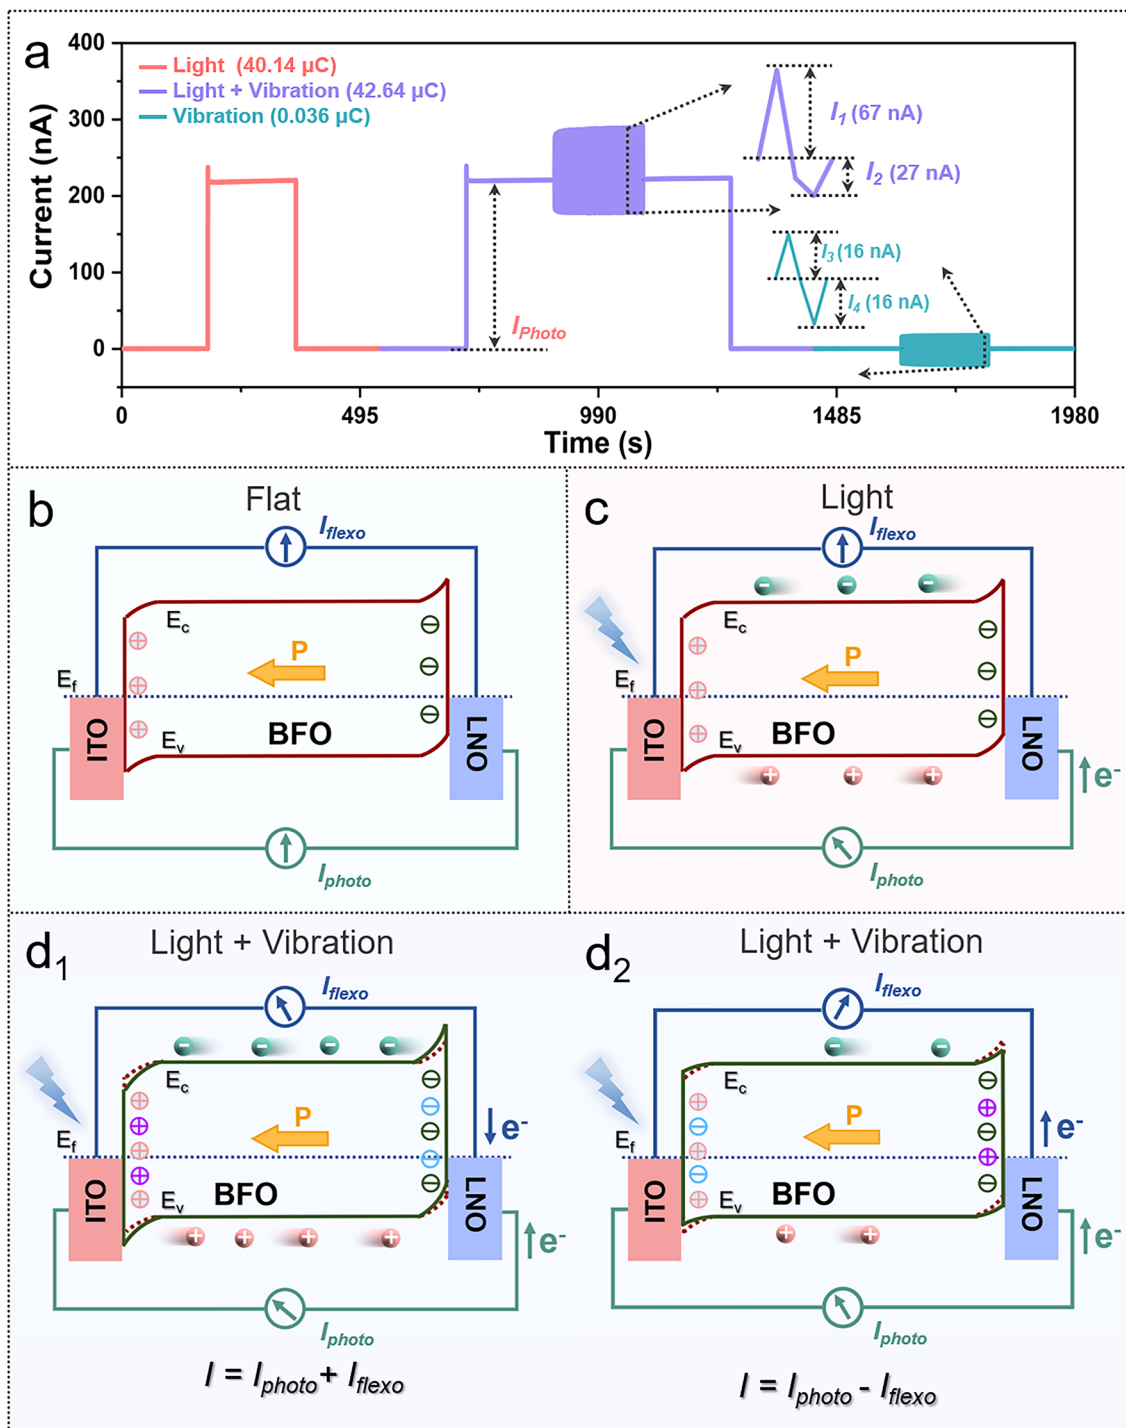 a
Light (40.14 μC)
Light + Vibration (42.64 μC)
Vibration (0.036 μC)
Current (nA)
400
300
200
100
0
I1 (67 nA)
I2 (27 nA)
I3 (16 nA)
I4 (16 nA)
IPhoto
0 495 990 1485 1980
Time (s)
b
Flat
Iflexo
Ec
P
Ef
ITO
Ev
BFO
LNO
Iphoto
c
Light
Iflexo
Ec
P
Ef
ITO
Ev
BFO
LNO
e-
Iphoto
d1
Light + Vibration
Iflexo
Ec
P
Ef
e-
ITO
Ev
BFO
LNO
e-
Iphoto
I = Iphoto + Iflexo
d2
Light + Vibration
Iflexo
Ec
P
Ef
e-
ITO
Ev
BFO
LNO
e-
Iphoto
I = Iphoto - Iflexo